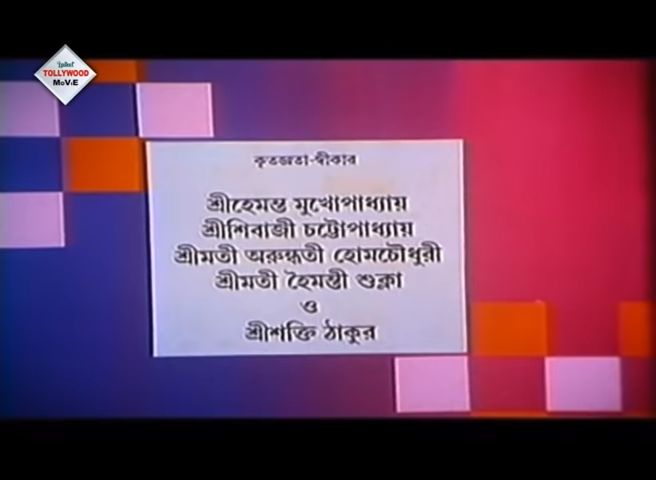 TOLLYWOOD
MoViE
কৃতজ্ঞতা-স্বীকার
শ্রীহেমন্ত মুখোপাধ্যায়
শ্রীশিবাজী চট্টোপাধ্যায়
শ্রীমতী অরুন্ধতী হোমচৌধুরী
শ্রীমতী হৈমন্তী শুক্লা
ও
শ্রীশক্তি ঠাকুর